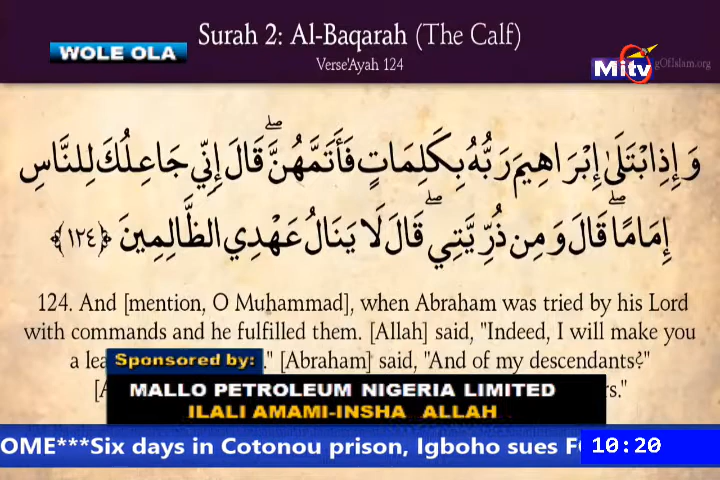 Surah 2: Al-Baqarah (The Calf)
WOLE OLA
Verse'Ayah 124
Mitv
gOfIslam.org
وَإِذِ ابْتَلَىٰ إِبْرَاهِيمَ رَبُّهُ بِكَلِمَاتٍ فَأَتَمَّهُنَّ ۖ قَالَ إِنِّي جَاعِلُكَ لِلنَّاسِ
إِمَامًا ۖ قَالَ وَمِن ذُرِّيَّتِي ۖ قَالَ لَا يَنَالُ عَهْدِي الظَّالِمِينَ ﴿١٢٤﴾
124. And [mention, O Muḥammad], when Abraham was tried by his Lord
with commands and he fulfilled them. [Allah] said, "Indeed, I will make you
a lea ." [Abraham] said, "And of my descendants?"
Sponsored by:
MALLO PETROLEUM NIGERIA LIMITED
ILALI AMAMI-INSHA ALLAH
OME***Six days in Cotonou prison, Igboho sues
10:20